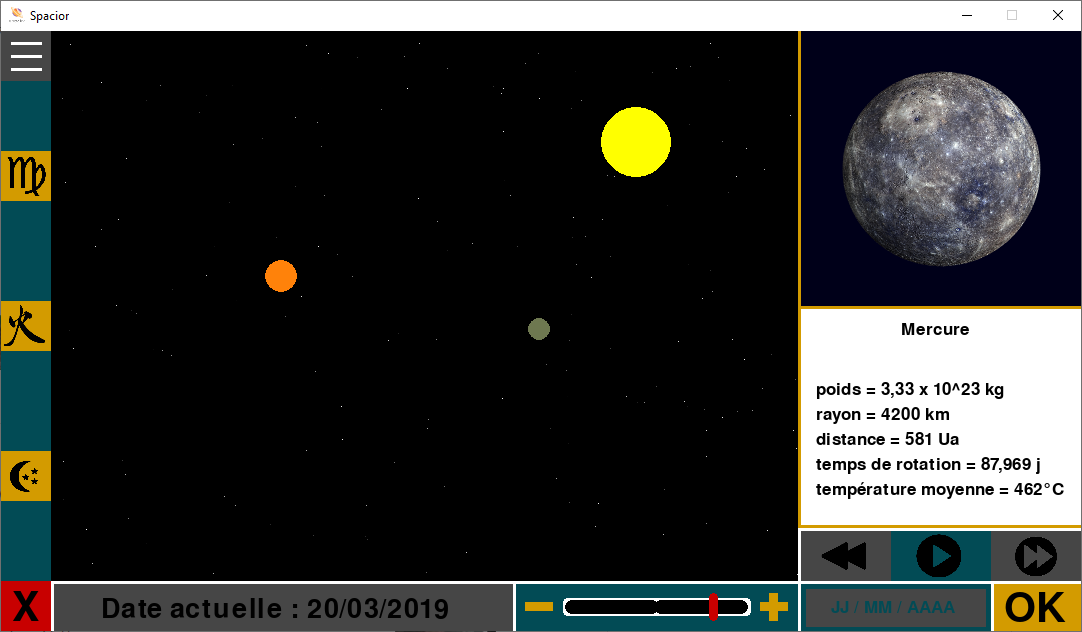 Spacior
♍
火
Mercure
poids = 3,33 x 10^23 kg
rayon = 4200 km
distance = 581 Ua
temps de rotation = 87,969 j
température moyenne = 462°C
X
Date actuelle : 20/03/2019
JJ / MM / AAAA
OK